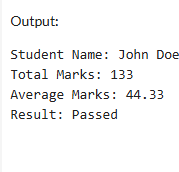 Output:
Student Name: John Doe
Total Marks: 133
Average Marks: 44.33
Result: Passed